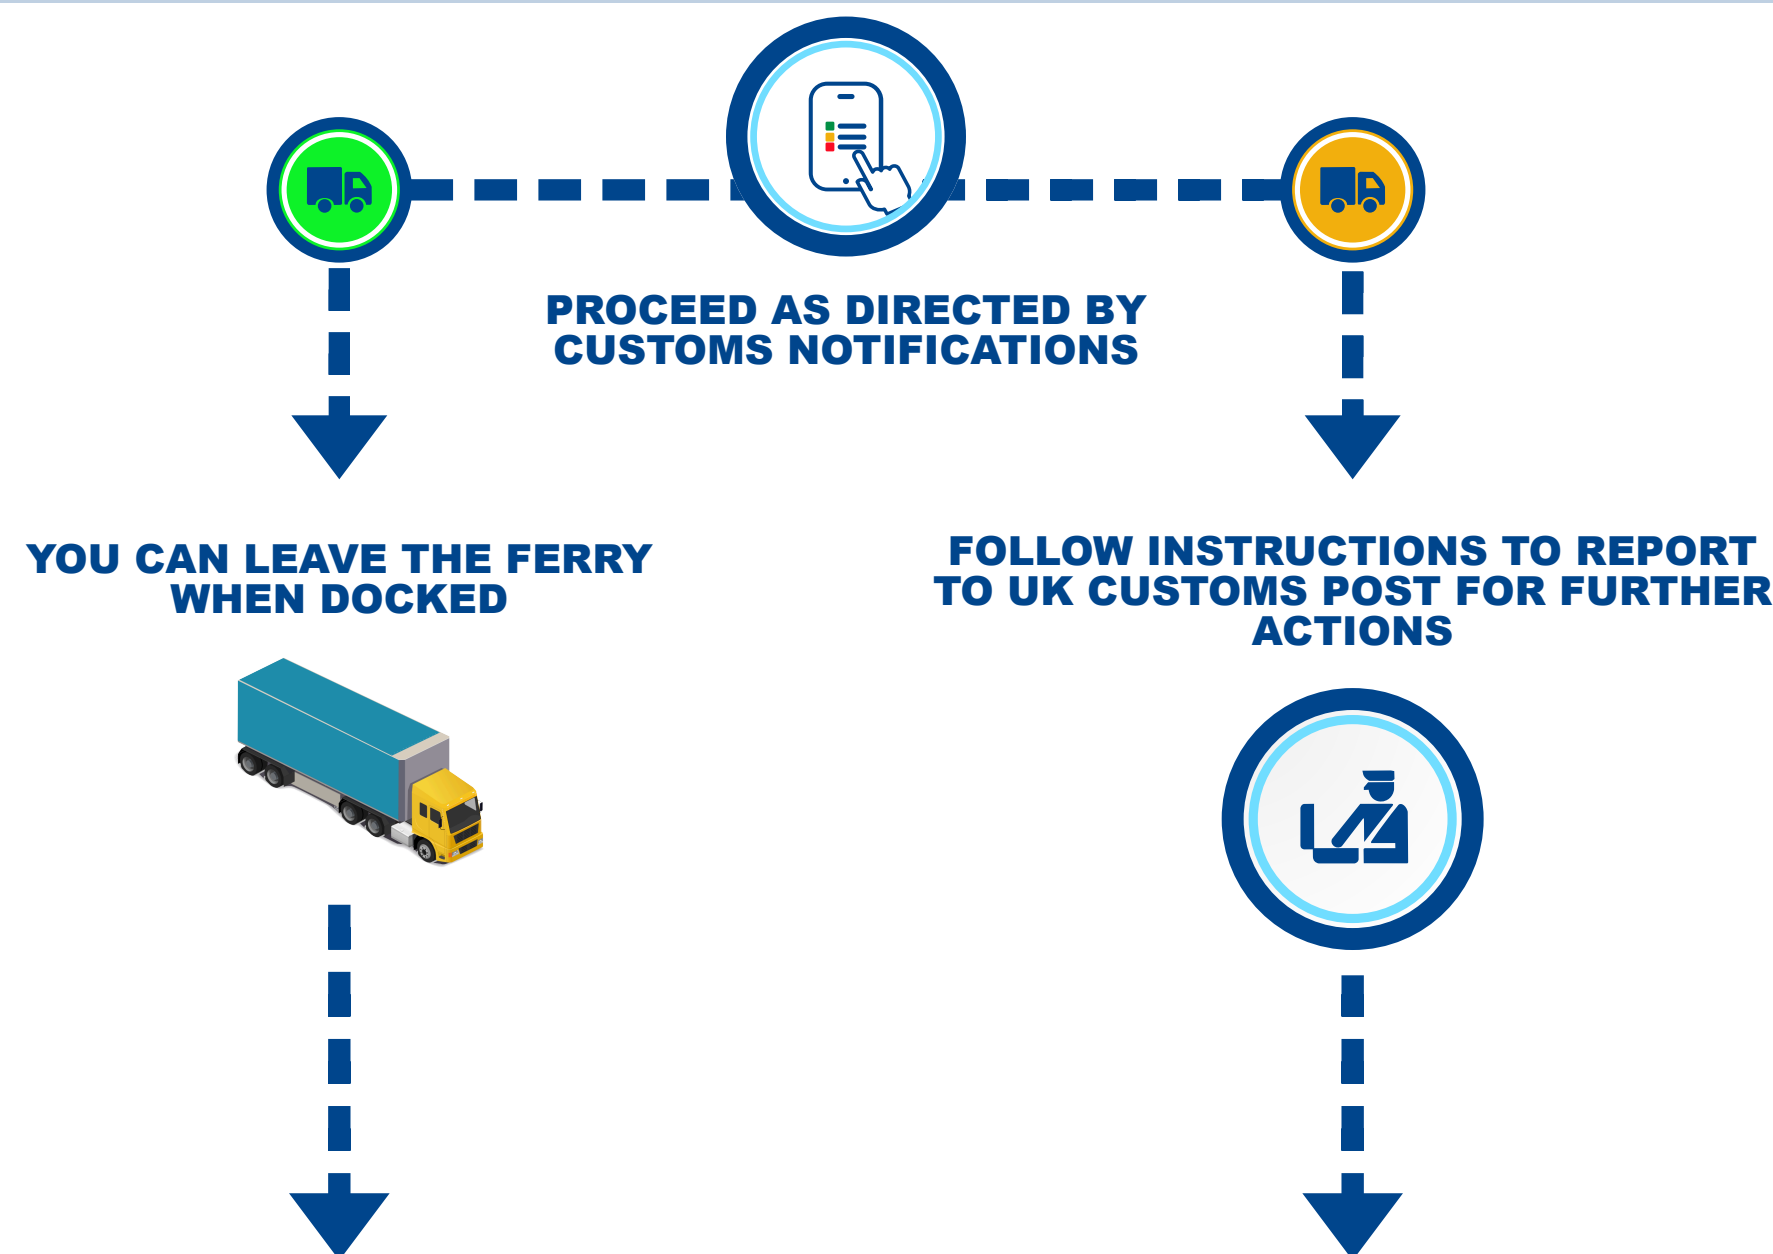 PROCEED AS DIRECTED BY
CUSTOMS NOTIFICATIONS
YOU CAN LEAVE THE FERRY
WHEN DOCKED
FOLLOW INSTRUCTIONS TO REPORT
TO UK CUSTOMS POST FOR FURTHER
ACTIONS